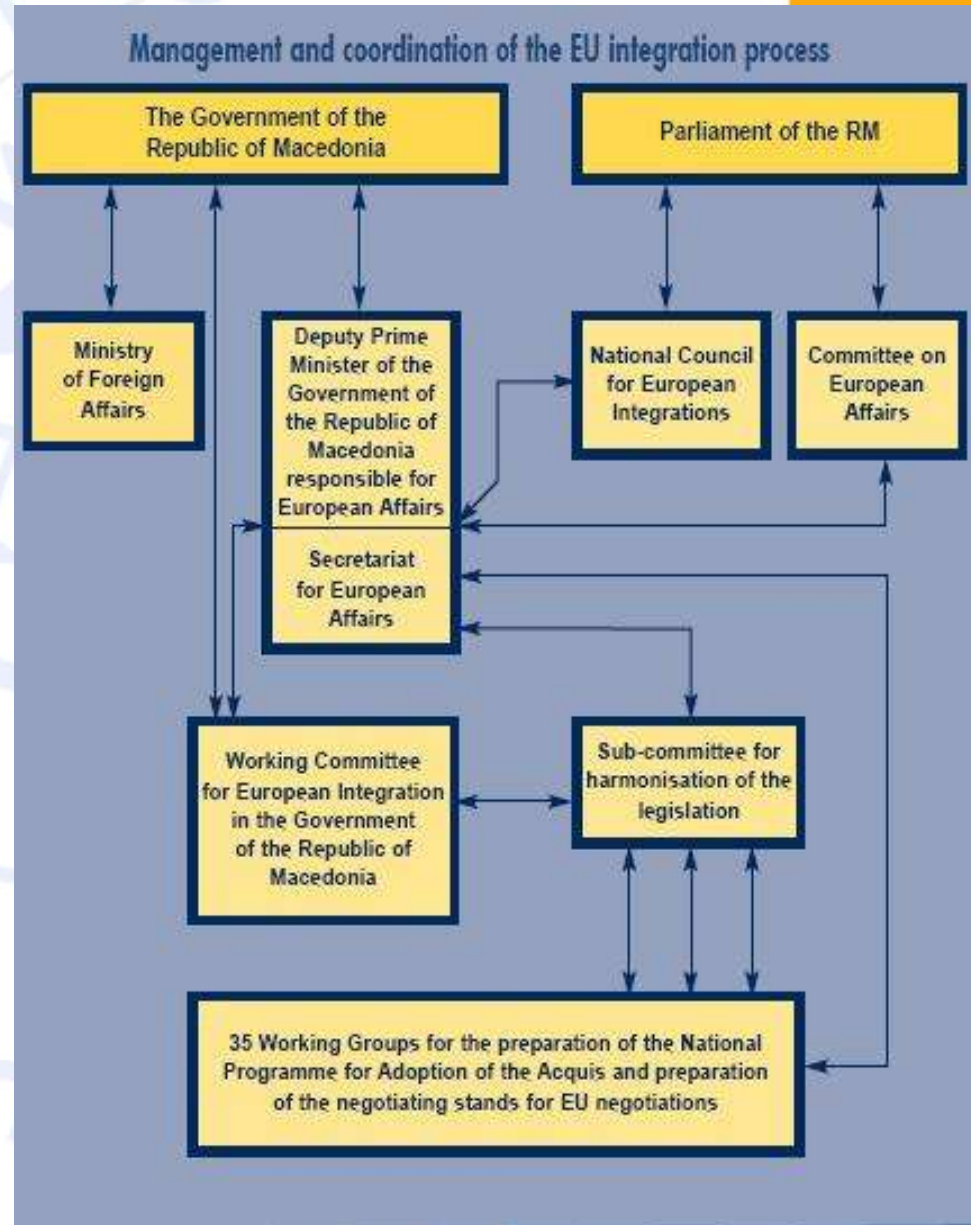 Management and coordination of the EU integration process
The Government of the
Republic of Macedonia
Parliament of the RM
Ministry
of Foreign
Affairs
Deputy Prime
Minister of the
Government of
the Republic of
Macedonia
responsible for
European Affairs
National Council
for European
Integrations
Committee on
European
Affairs
Secretariat
for European
Affairs
Working Committee
for European Integration
in the Government
of the Republic of
Macedonia
Sub-committee for
harmonisation of the
legislation
35 Working Groups for the preparation of the National
Programme for Adoption of the Acquis and preparation
of the negotiating stands for EU negotiations